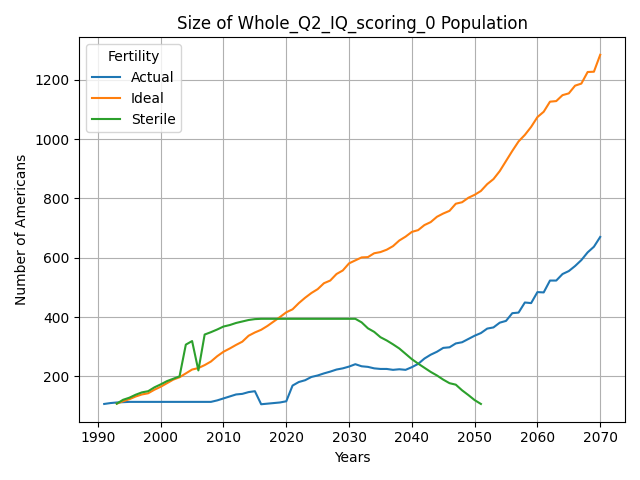 Size of Whole_Q2_IQ_scoring_0 Population
Fertility
Actual
Ideal
Sterile
Number of Americans
1200
1000
800
600
400
200
1990 2000 2010 2020 2030 2040 2050 2060 2070
Years